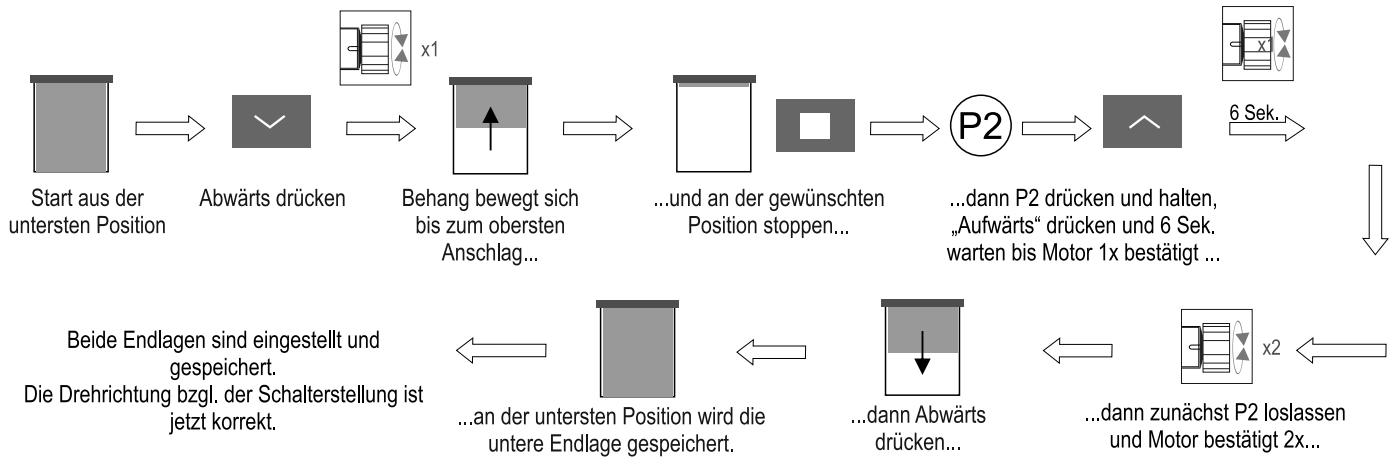 x1
x1
P2
6 Sek.
Start aus der
untersten Position
Abwärts drücken
Behang bewegt sich
bis zum obersten
Anschlag...
...und an der gewünschten
Position stoppen...
...dann P2 drücken und halten,
„Aufwärts“ drücken und 6 Sek.
warten bis Motor 1x bestätigt ...
x2
...dann zunächst P2 loslassen
und Motor bestätigt 2x...
...dann Abwärts
drücken...
...an der untersten Position wird die
untere Endlage gespeichert.
Beide Endlagen sind eingestellt und
gespeichert.
Die Drehrichtung bzgl. der Schalterstellung ist
jetzt korrekt.